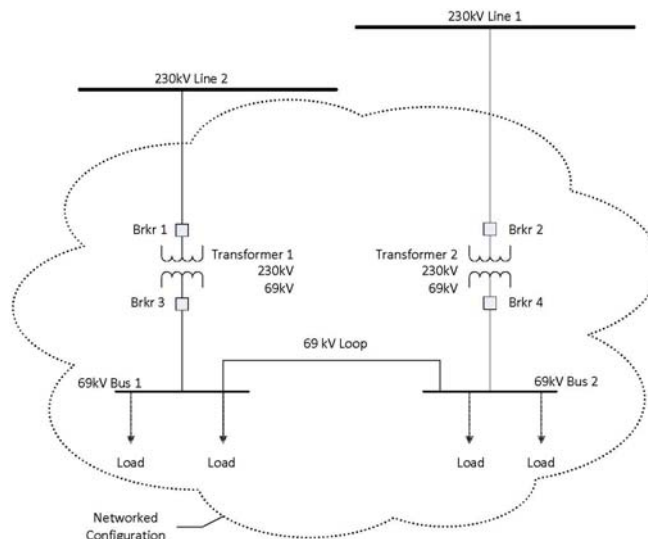 230kV Line 1
230kV Line 2
Brkr 1
Transformer 1
230kV
69kV
Brkr 3
Brkr 2
Transformer 2
230kV
69kV
Brkr 4
69 kV Loop
69kV Bus 1
69kV Bus 2
Load
Load
Load
Load
Networked
Configuration